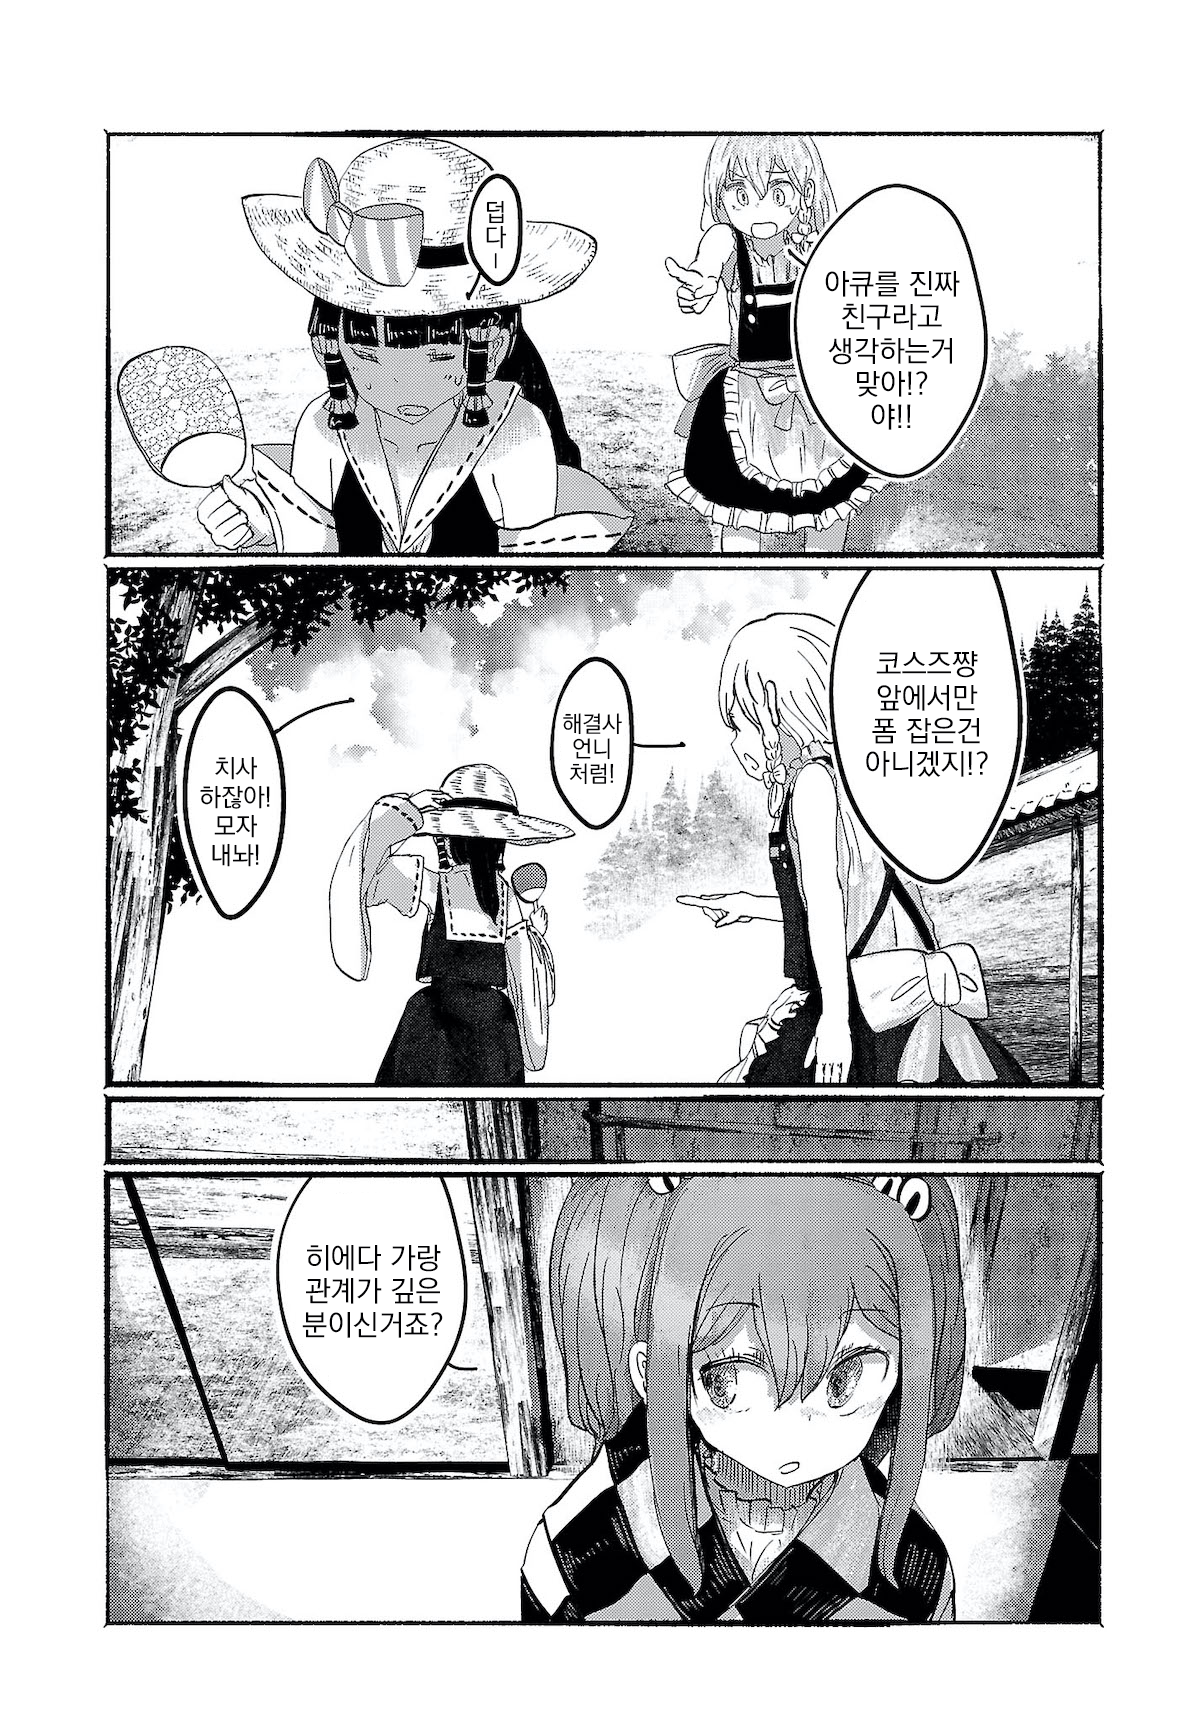 아큐를 진짜
친구라고
생각하는거
맞아!?
야!!
덥다ー
코스즈쨩
앞에서만
폼 잡은건
아니겠지!?
해결사
언니
처럼!
치사
하잖아!
모자
내놔!
히에다 가랑
관계가 깊은
분이신거죠?